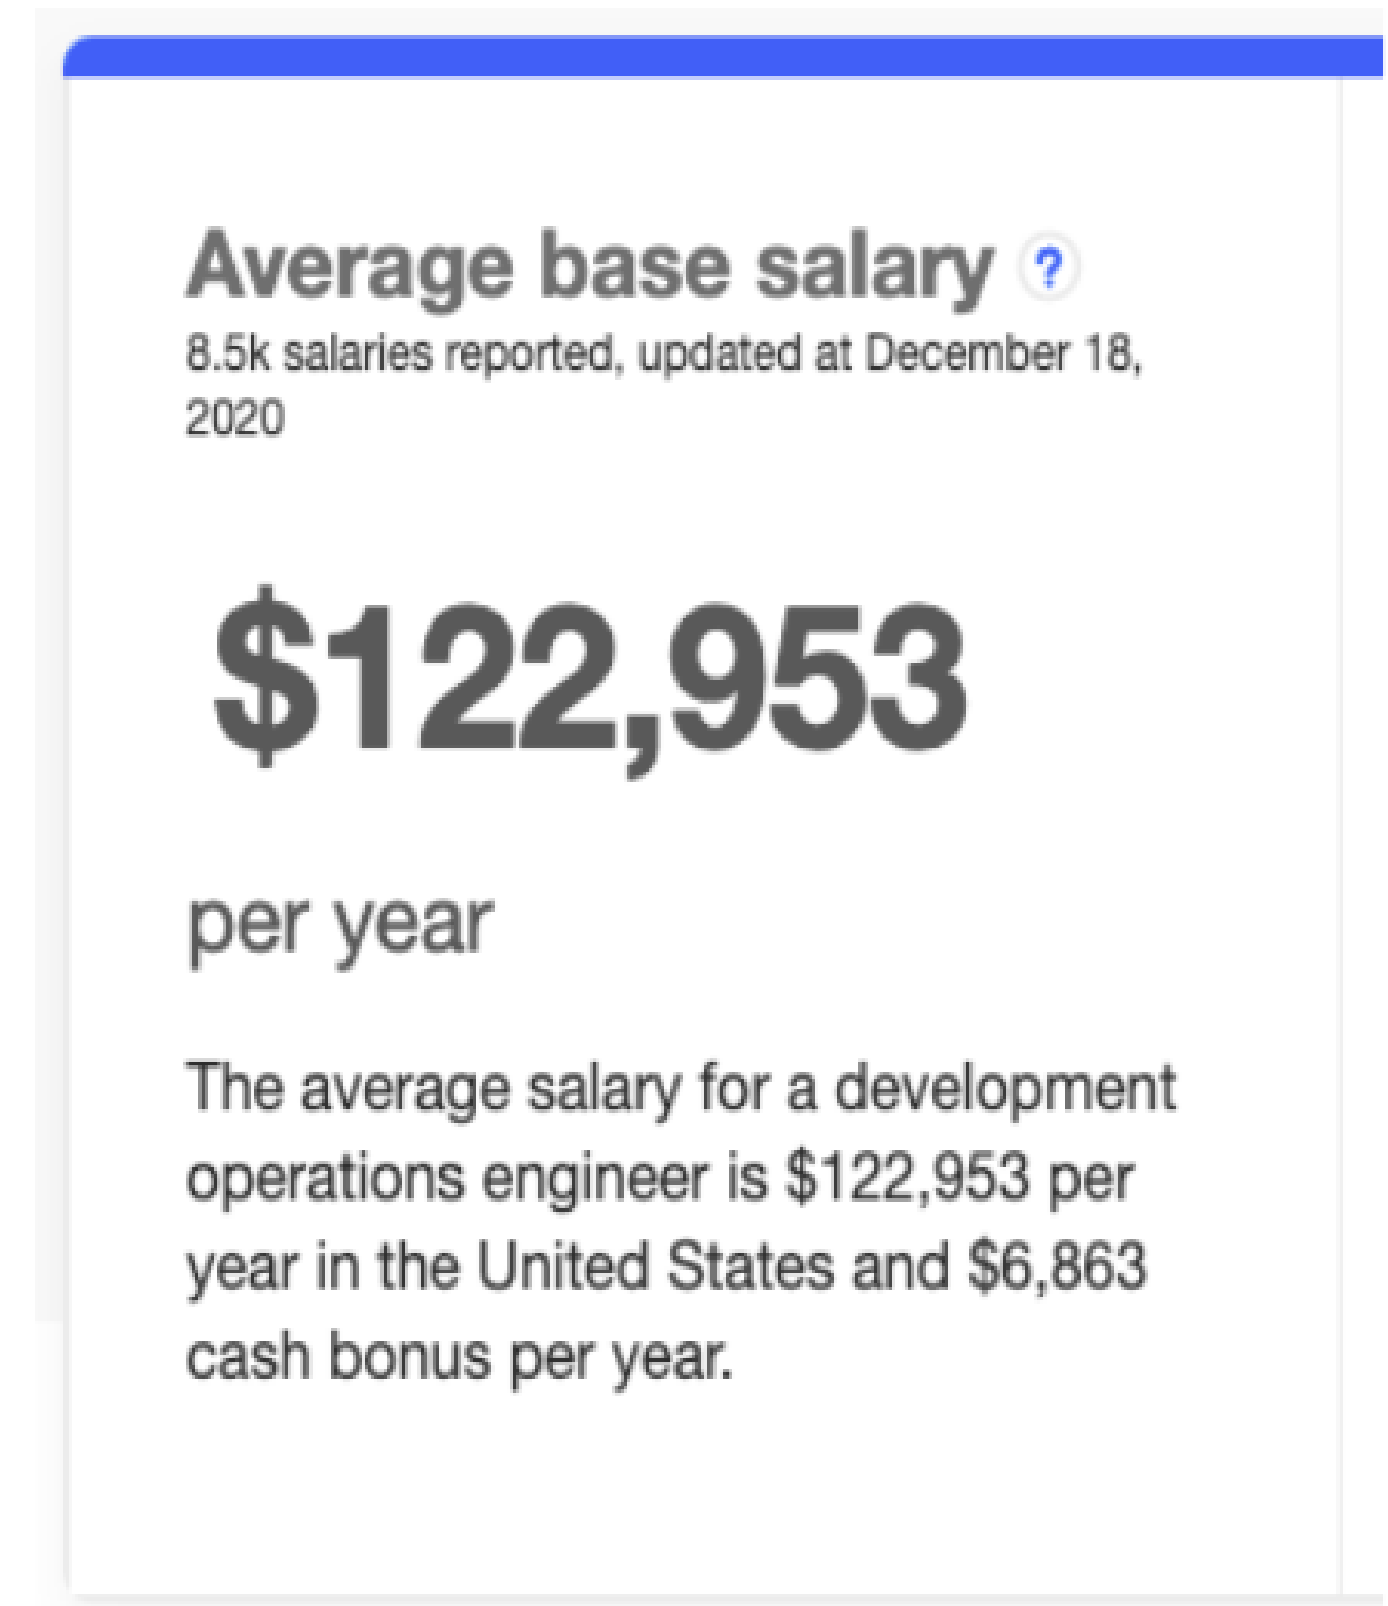 Average base salary ?
8.5k salaries reported, updated at December 18,
2020
$122,953
per year
The average salary for a development
operations engineer is $122,953 per
year in the United States and $6,863
cash bonus per year.